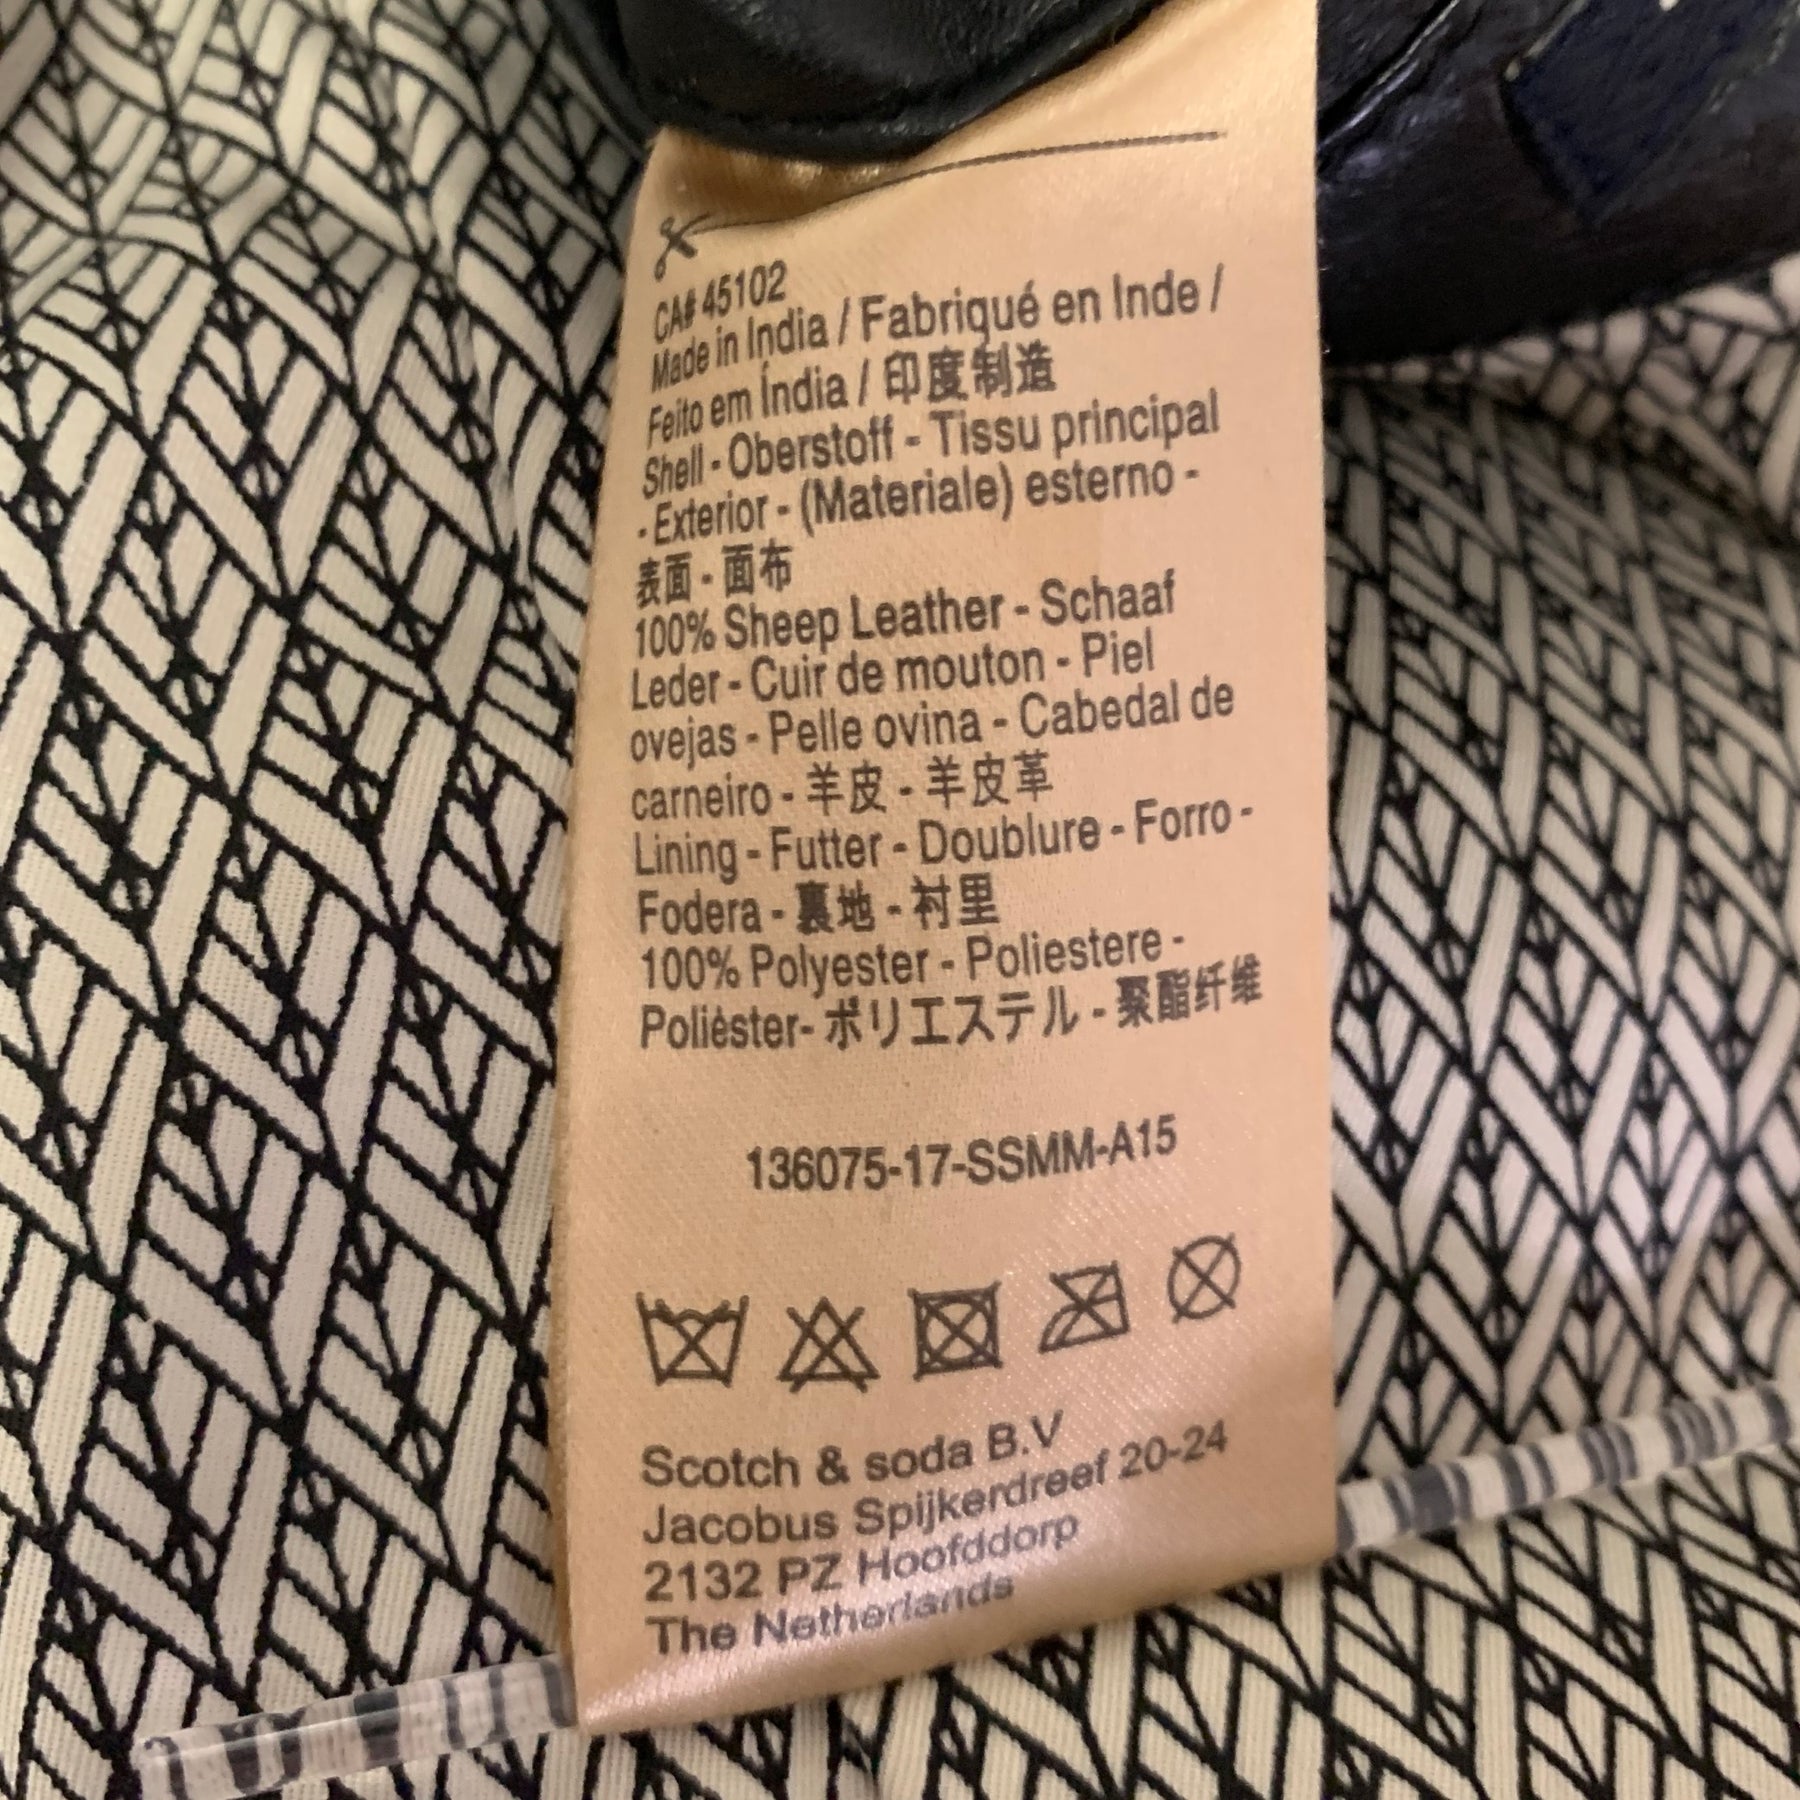 CA# 45102
Made in India / Fabriqué en Inde /
Feito em Índia / 印度制造
Shell - Oberstoff - Tissu principal
- Exterior - (Materiale) esterno -
表面 - 面布
100% Sheep Leather - Schaaf
Leder - Cuir de mouton - Piel
ovejas - Pelle ovina - Cabedal de
carneiro - 羊皮 - 羊皮革
Lining - Futter - Doublure - Forro -
Fodera - 裏地 - 衬里
100% Polyester - Poliestere -
Poliéster- ポリエステル - 聚酯纤维
136075-17-SSMM-A15
Scotch & soda B.V
Jacobus Spijkerdreef 20-24
2132 PZ Hoofddorp
The Netherlands